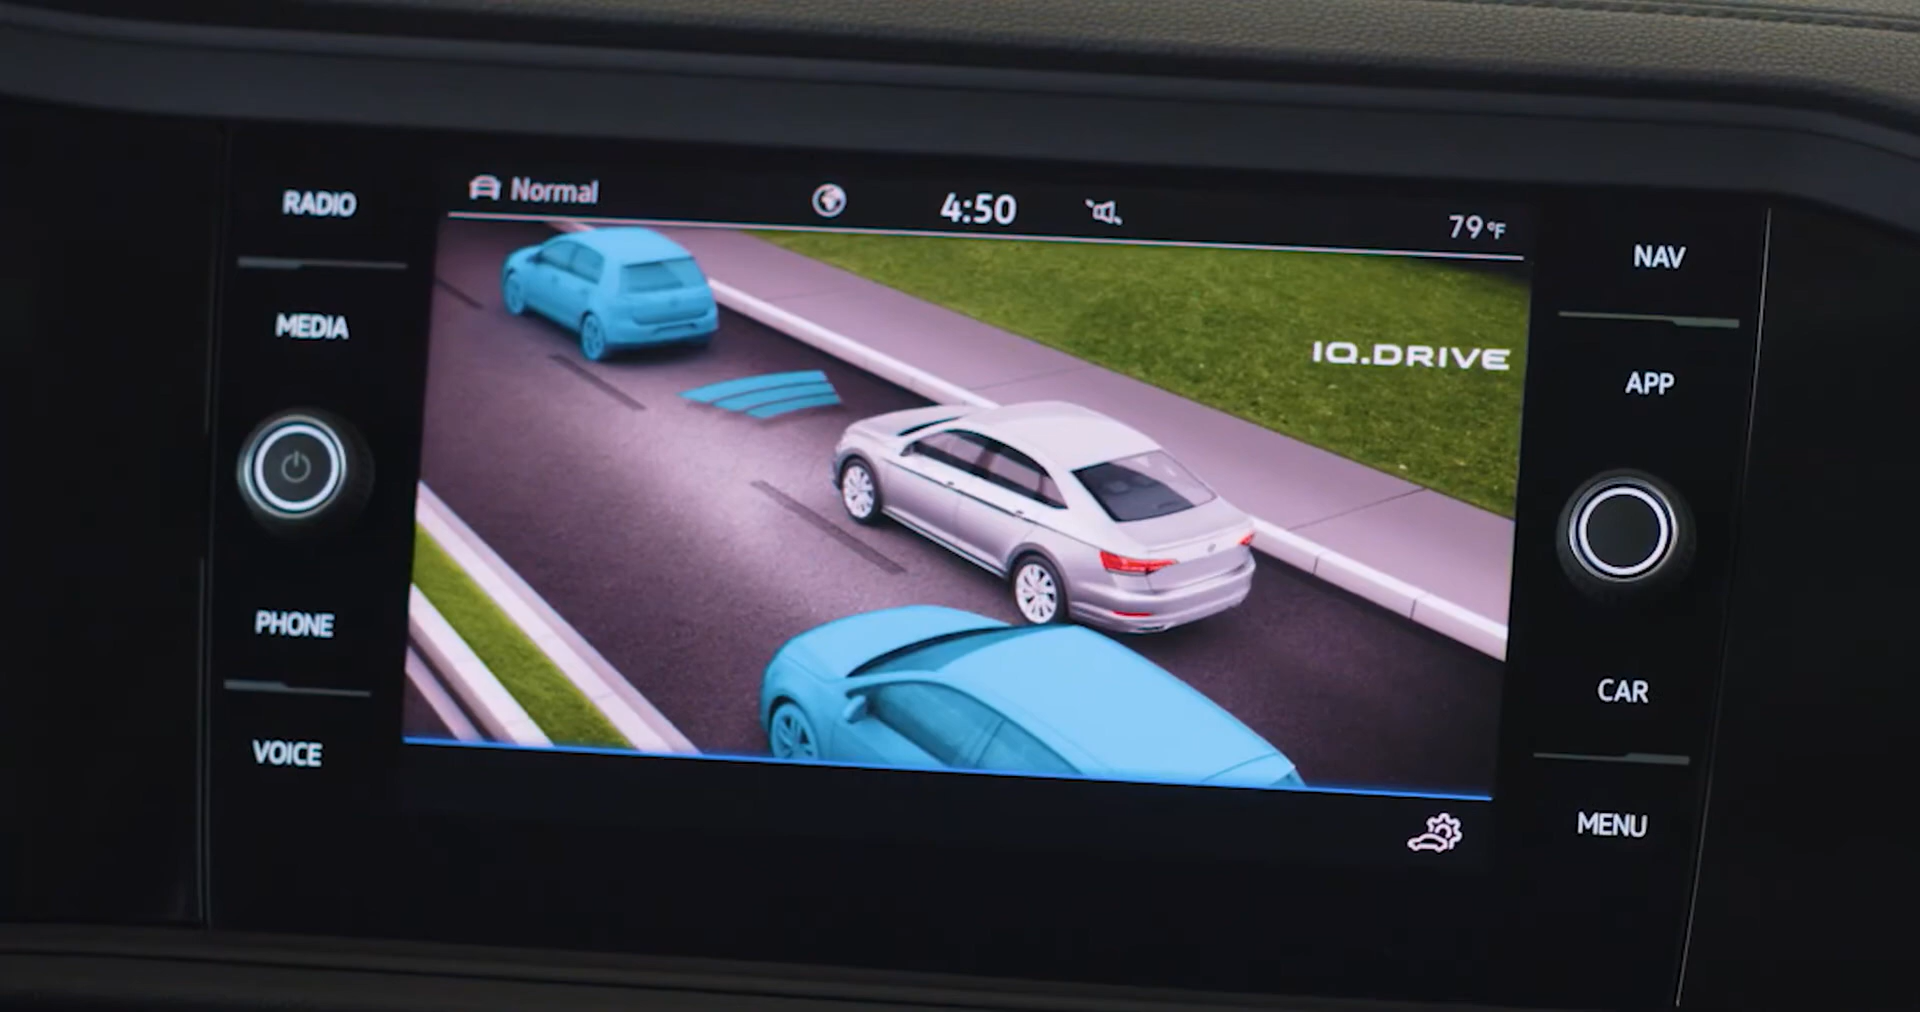 RADIO
MEDIA
PHONE
VOICE
Normal
4:50
79°F
IQ.DRIVE
NAV
APP
CAR
MENU